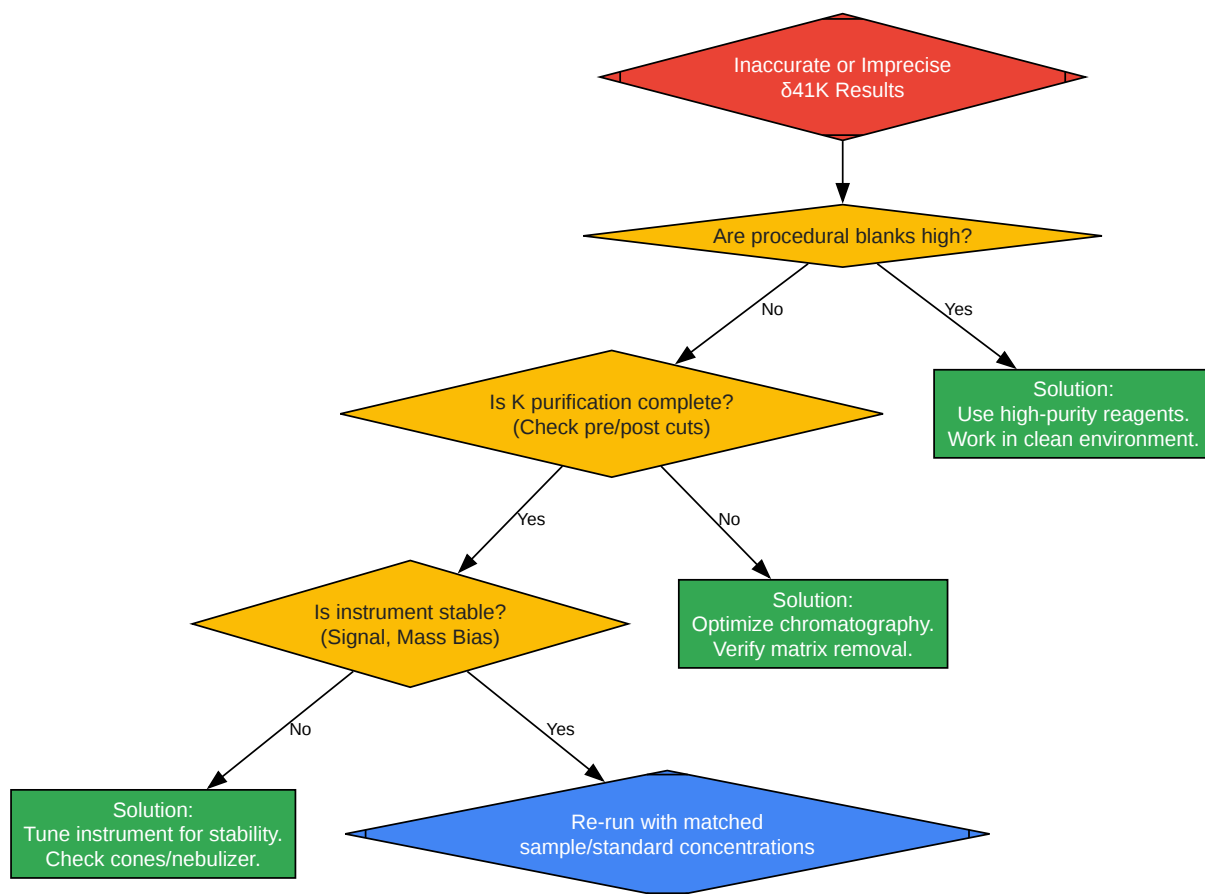 Inaccurate or Imprecise
δ41K Results
Are procedural blanks high?
No
Yes
Is K purification complete?
(Check pre/post cuts)
Solution:
Use high-purity reagents.
Work in clean environment.
Yes
No
Is instrument stable?
(Signal, Mass Bias)
Solution:
Optimize chromatography.
Verify matrix removal.
No
Yes
Solution:
Tune instrument for stability.
Check cones/nebulizer.
Re-run with matched
sample/standard concentrations